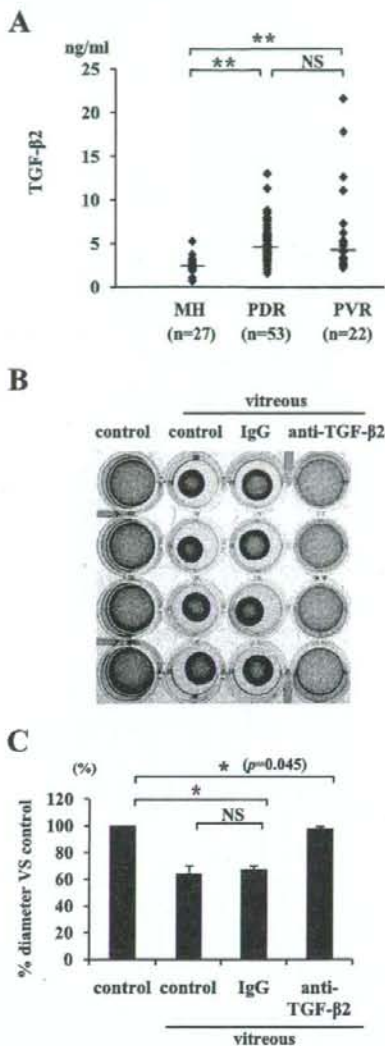 A
ng/ml
**
**
NS
25
20
15
10
5
0
TGF-β2
MH
PDR
PVR
(n=27)
(n=53)
(n=22)
B
vitreous
control
control
IgG
anti-TGF-β2
C
(%)
* (p=0.045)
*
NS
120
100
80
60
40
20
0
% diameter VS control
control
control
IgG
anti-
TGF-β2
vitreous